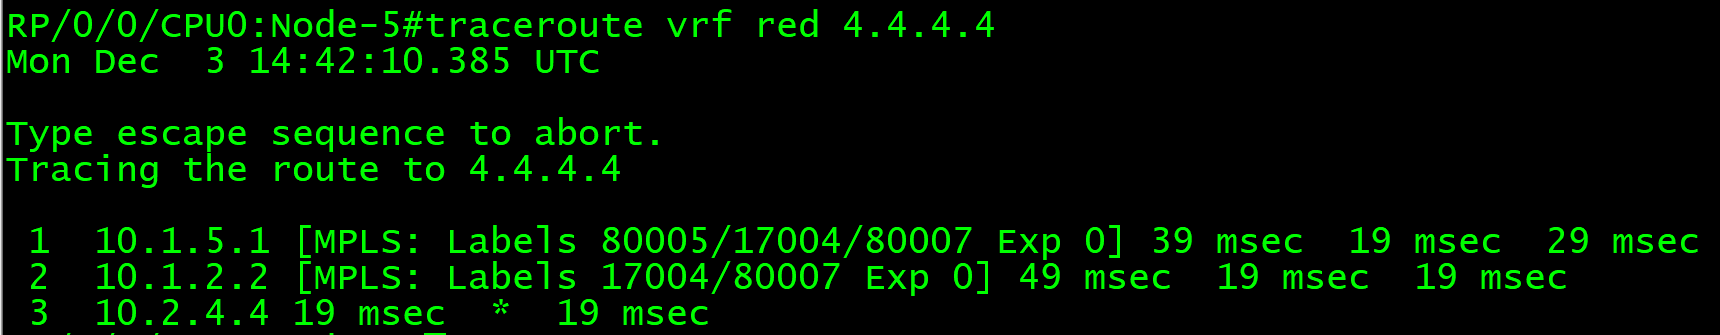 RP/0/0/CPU0:Node-5#traceroute vrf red 4.4.4.4
Mon Dec  3 14:42:10.385 UTC
Type escape sequence to abort.
Tracing the route to 4.4.4.4
1  10.1.5.1 [MPLS: Labels 80005/17004/80007 Exp 0] 39 msec  19 msec  29 msec
2  10.1.2.2 [MPLS: Labels 17004/80007 Exp 0] 49 msec  19 msec  19 msec
3  10.2.4.4 19 msec  *  19 msec